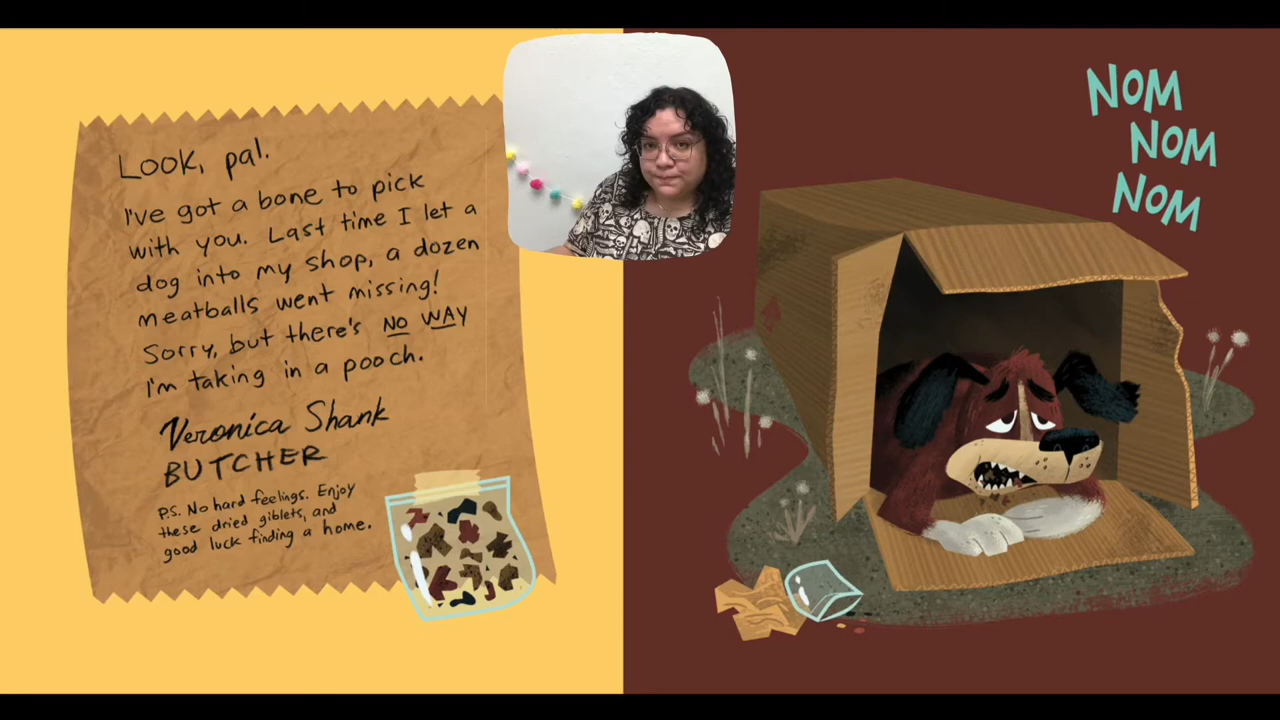 Look, pal.
I've got a bone to pick
with you. Last time I let a
dog into my shop, a dozen
meatballs went missing!
Sorry, but there's NO WAY
I'm taking in a pooch.
Veronica Shank
BUTCHER
P.S. No hard feelings. Enjoy
these dried giblets, and
good luck finding a home.
NOM
NOM
NOM